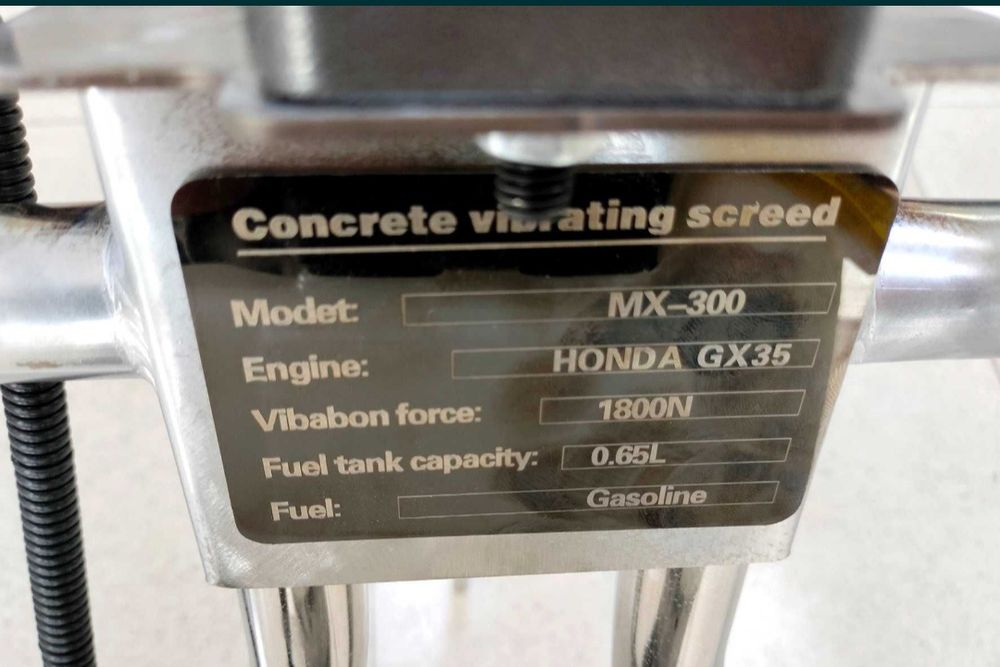 Concrete vibrating screed
Modet: MX-300
Engine: HONDA GX35
Vibabon force: 1800N
Fuel tank capacity: 0.65L
Fuel: Gasoline